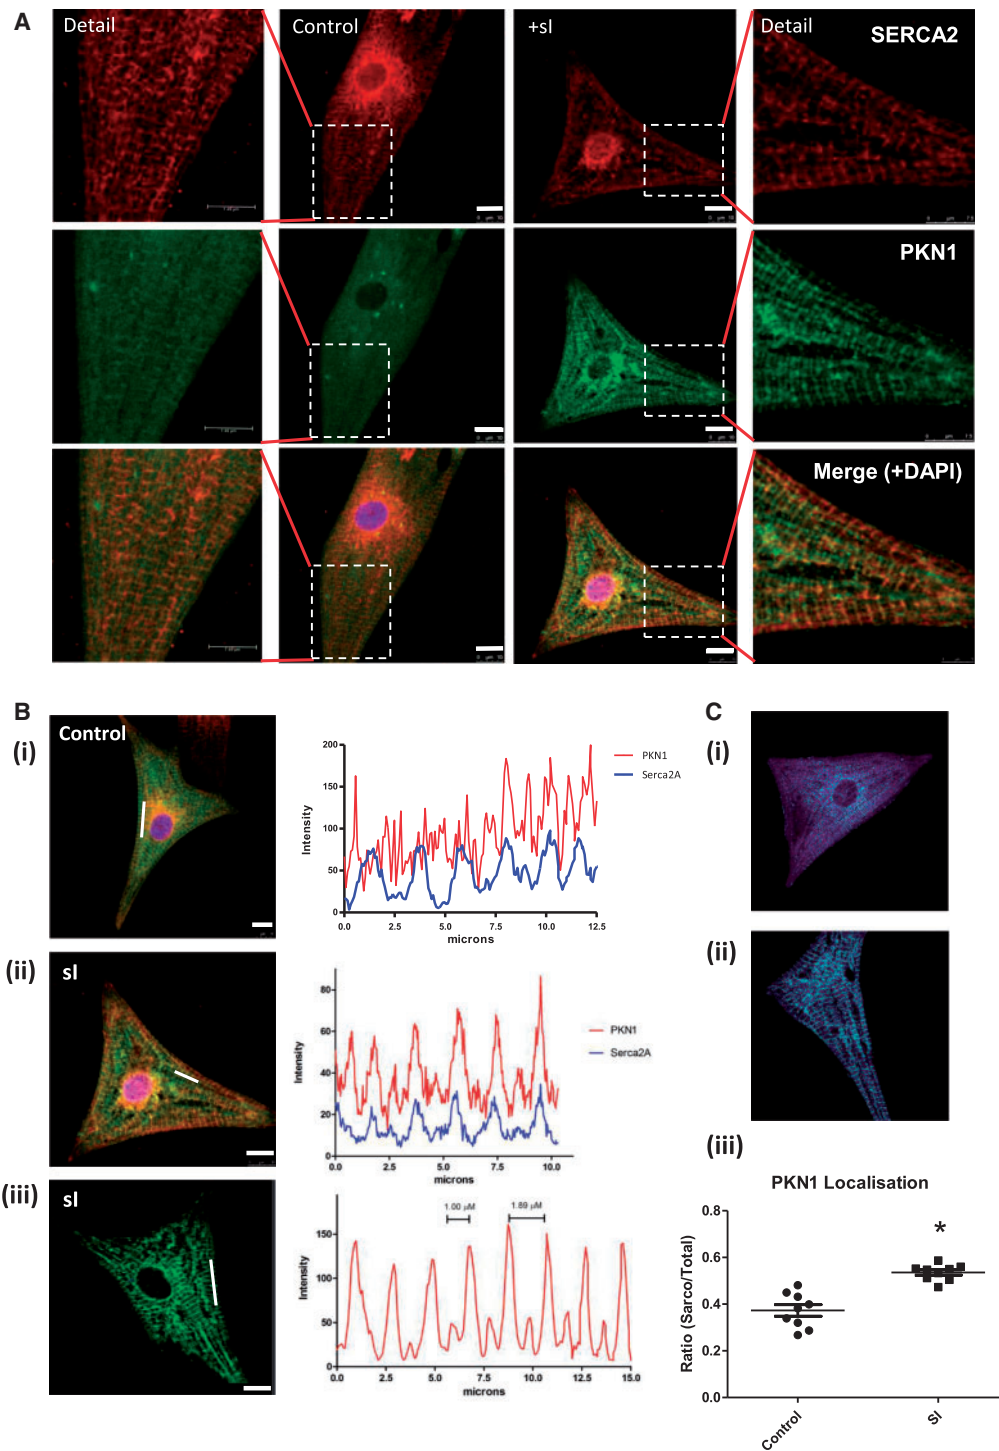 A
Detail
Control
+sI
Detail
SERCA2
PKN1
Merge (+DAPI)
B
(i)
Control
200
150
100
50
0
Intensity
0.0
2.5
5.0
7.5
10.0
12.5
microns
PKN1
Serca2A
(ii)
sI
80
60
40
20
0
Intensity
0.0
2.5
5.0
7.5
10.0
microns
PKN1
Serca2A
(iii)
sI
1.00 µM
1.89 µM
150
100
50
0
Intensity
0.0
2.5
5.0
7.5
10.0
12.5
15.0
microns
C
(i)
(ii)
(iii)
PKN1 Localisation
0.8
0.6
0.4
0.2
0.0
Ratio (Sarco/Total)
*
Control
SI